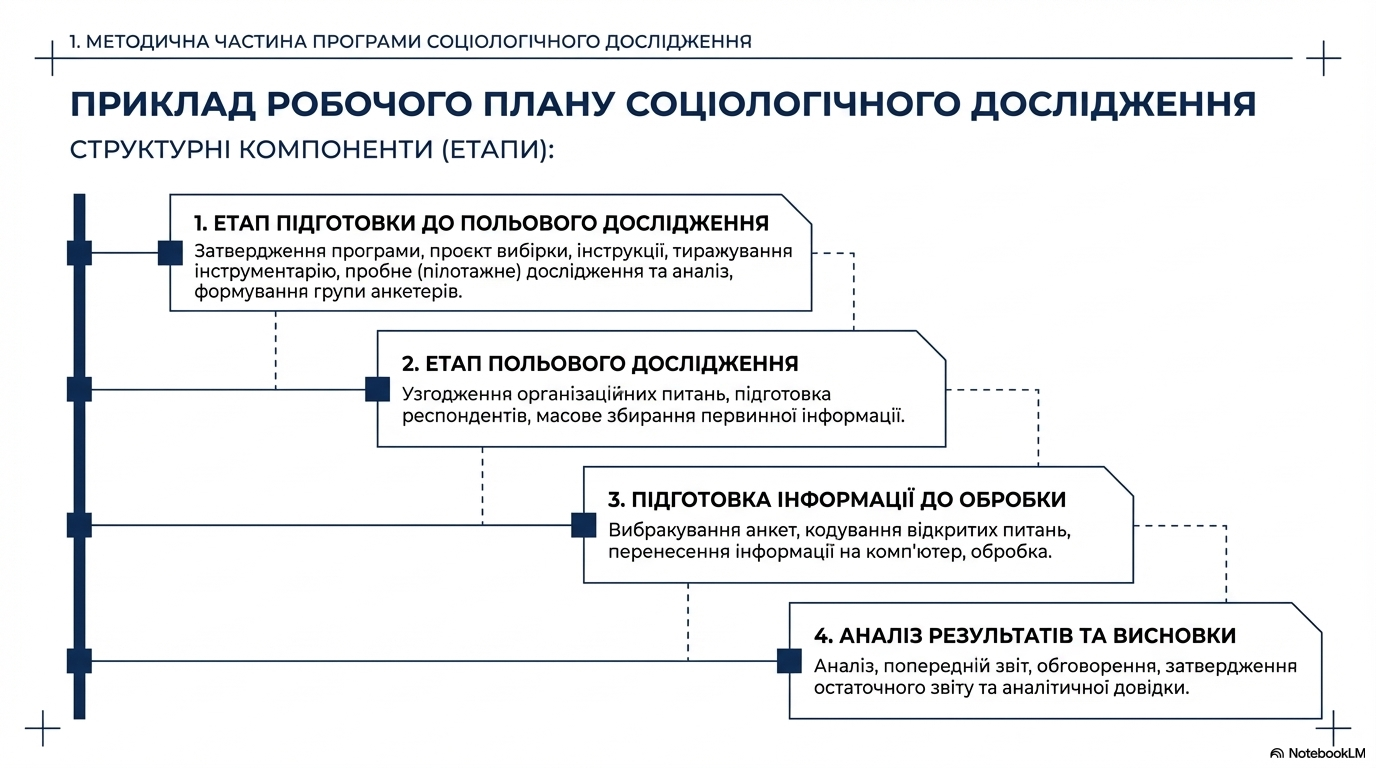 1. МЕТОДИЧНА ЧАСТИНА ПРОГРАМИ СОЦІОЛОГІЧНОГО ДОСЛІДЖЕННЯ
ПРИКЛАД РОБОЧОГО ПЛАНУ СОЦІОЛОГІЧНОГО ДОСЛІДЖЕННЯ
СТРУКТУРНІ КОМПОНЕНТИ (ЕТАПИ):
1. ЕТАП ПІДГОТОВКИ ДО ПОЛЬОВОГО ДОСЛІДЖЕННЯ
Затвердження програми, проєкт вибірки, інструкції, тиражування
інструментарію, пробне (пілотажне) дослідження та аналіз,
формування групи анкетерів.
2. ЕТАП ПОЛЬОВОГО ДОСЛІДЖЕННЯ
Узгодження організаційних питань, підготовка
респондентів, масове збирання первинної інформації.
3. ПІДГОТОВКА ІНФОРМАЦІЇ ДО ОБРОБКИ
Вибракування анкет, кодування відкритих питань,
перенесення інформації на комп'ютер, обробка.
4. АНАЛІЗ РЕЗУЛЬТАТІВ ТА ВИСНОВКИ
Аналіз, попередній звіт, обговорення, затвердження
остаточного звіту та аналітичної довідки.
NotebookLM